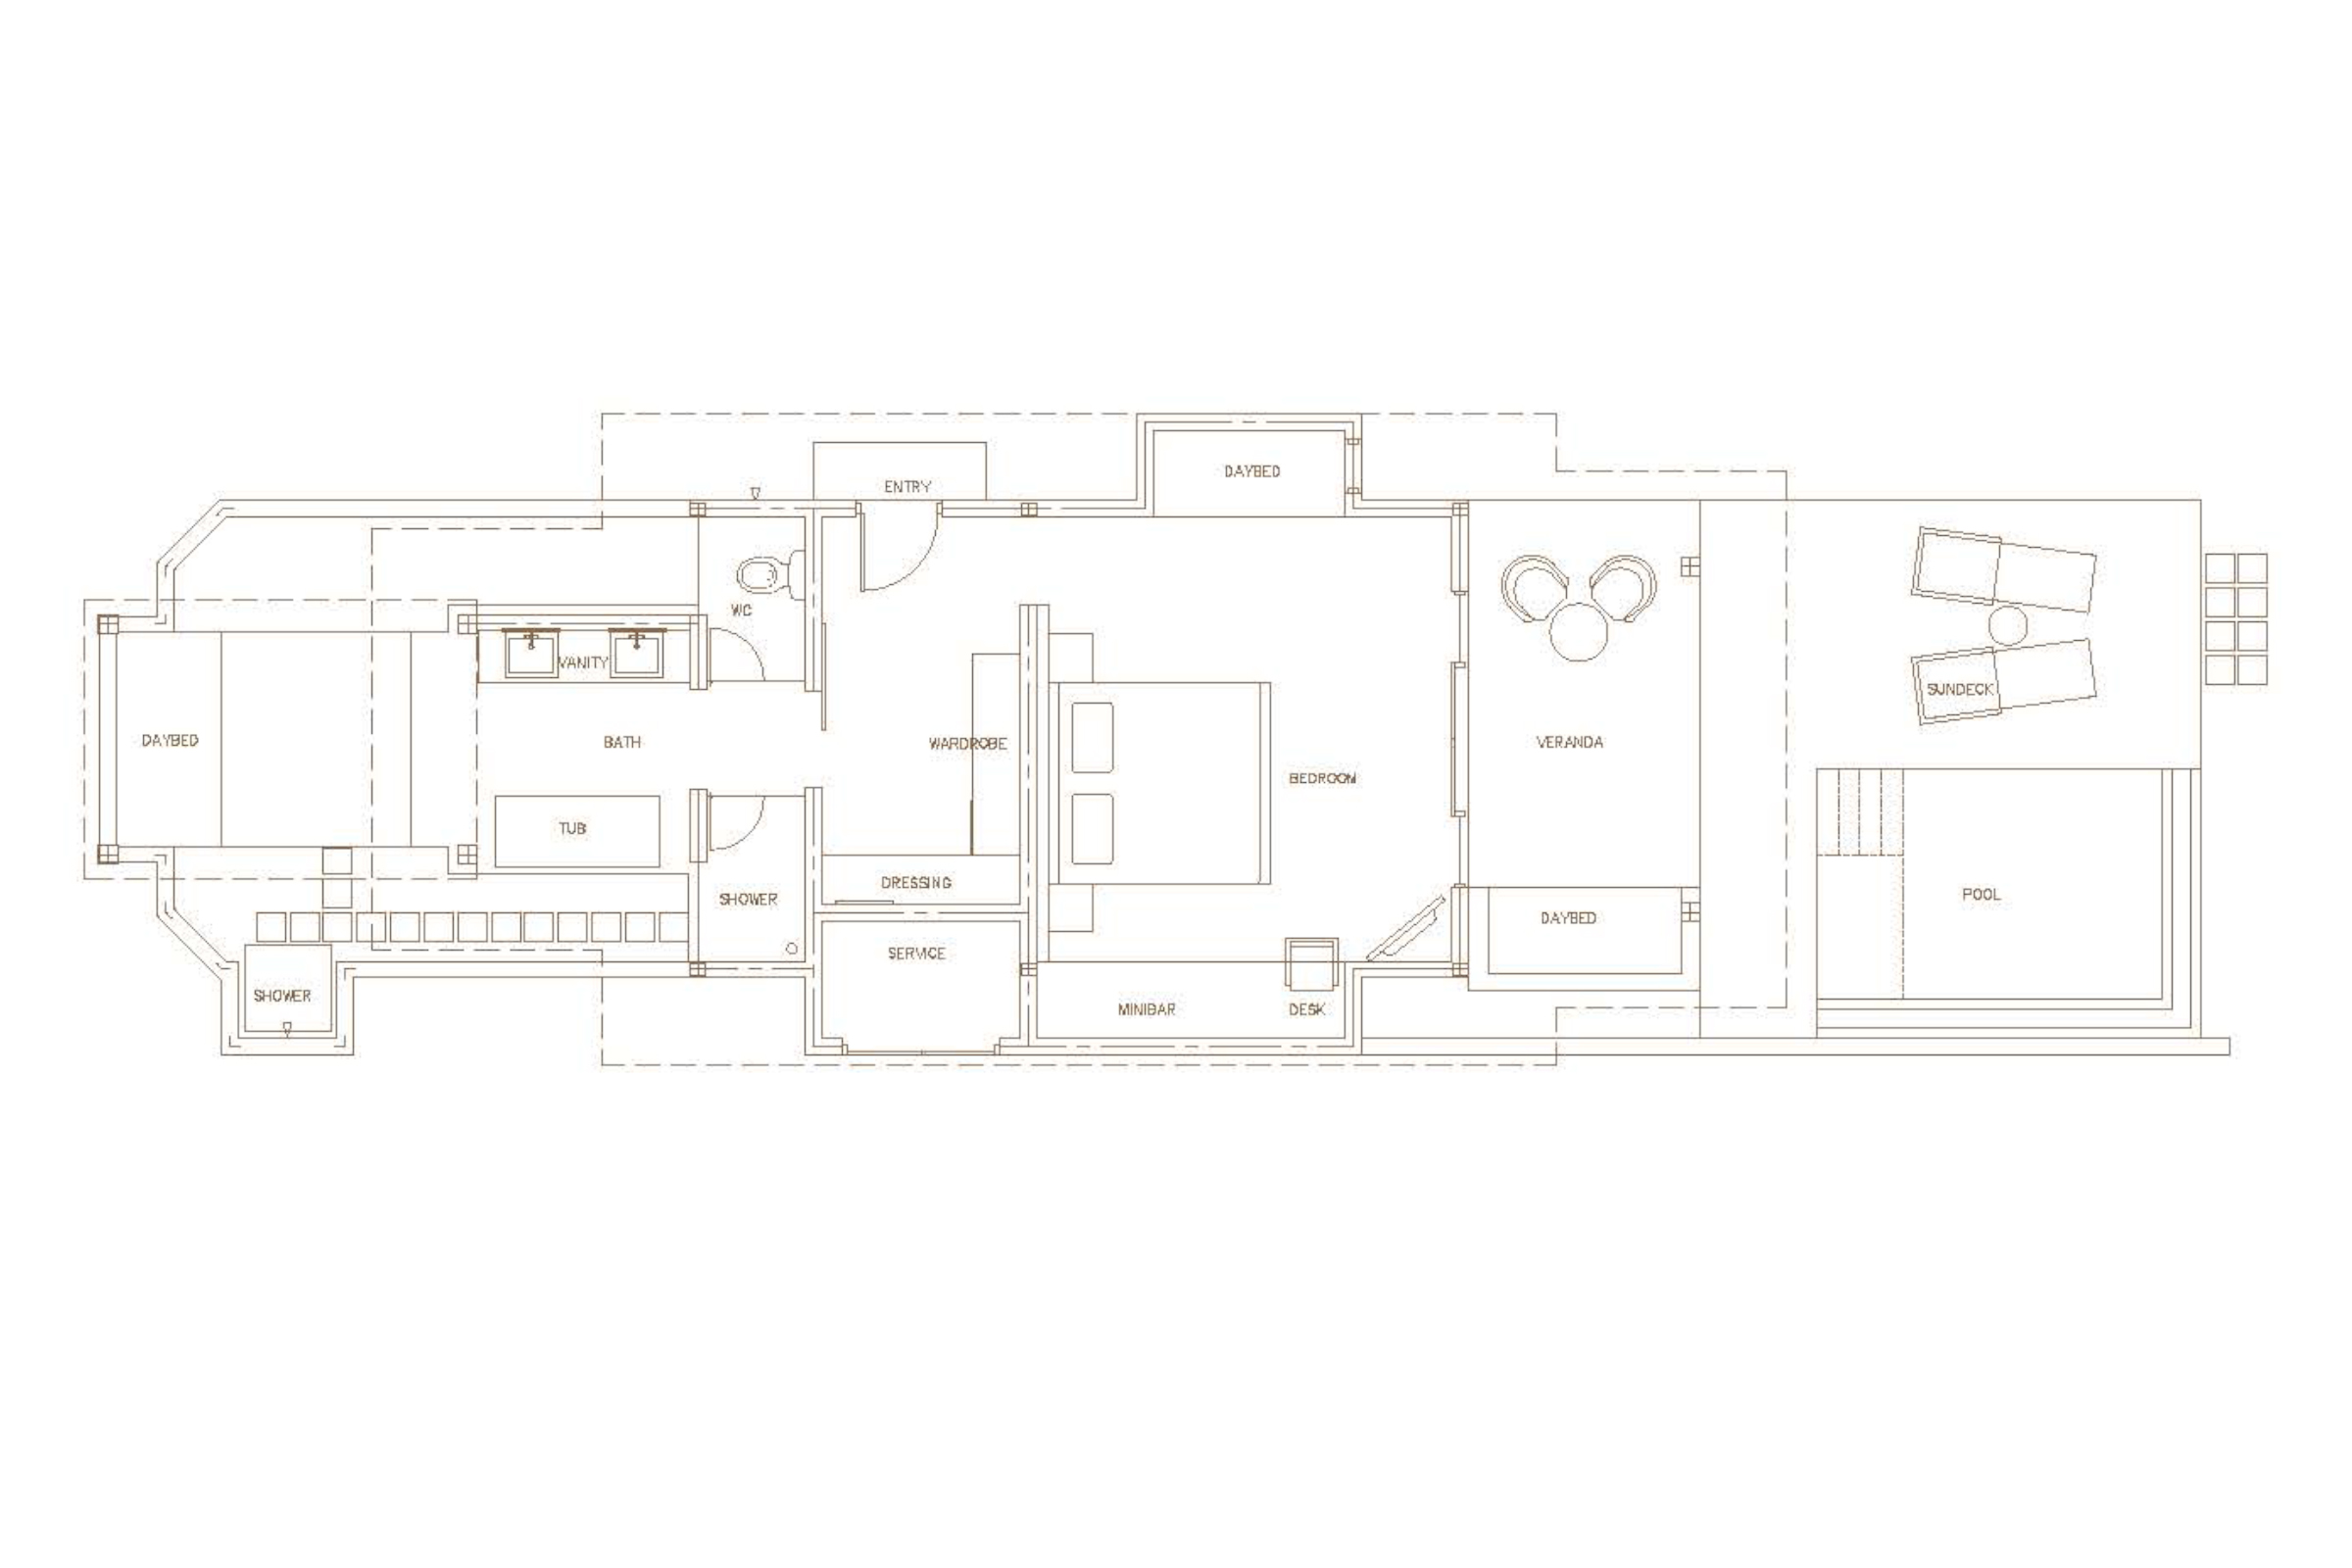 DAYBED
ENTRY
WC
VANITY
SUNDECK
DAYBED
BATH
WARDROBE
VERANDA
BEDROOM
TUB
DRESSING
POOL
SHOWER
DAYBED
SERVICE
SHOWER
MINIBAR
DESK